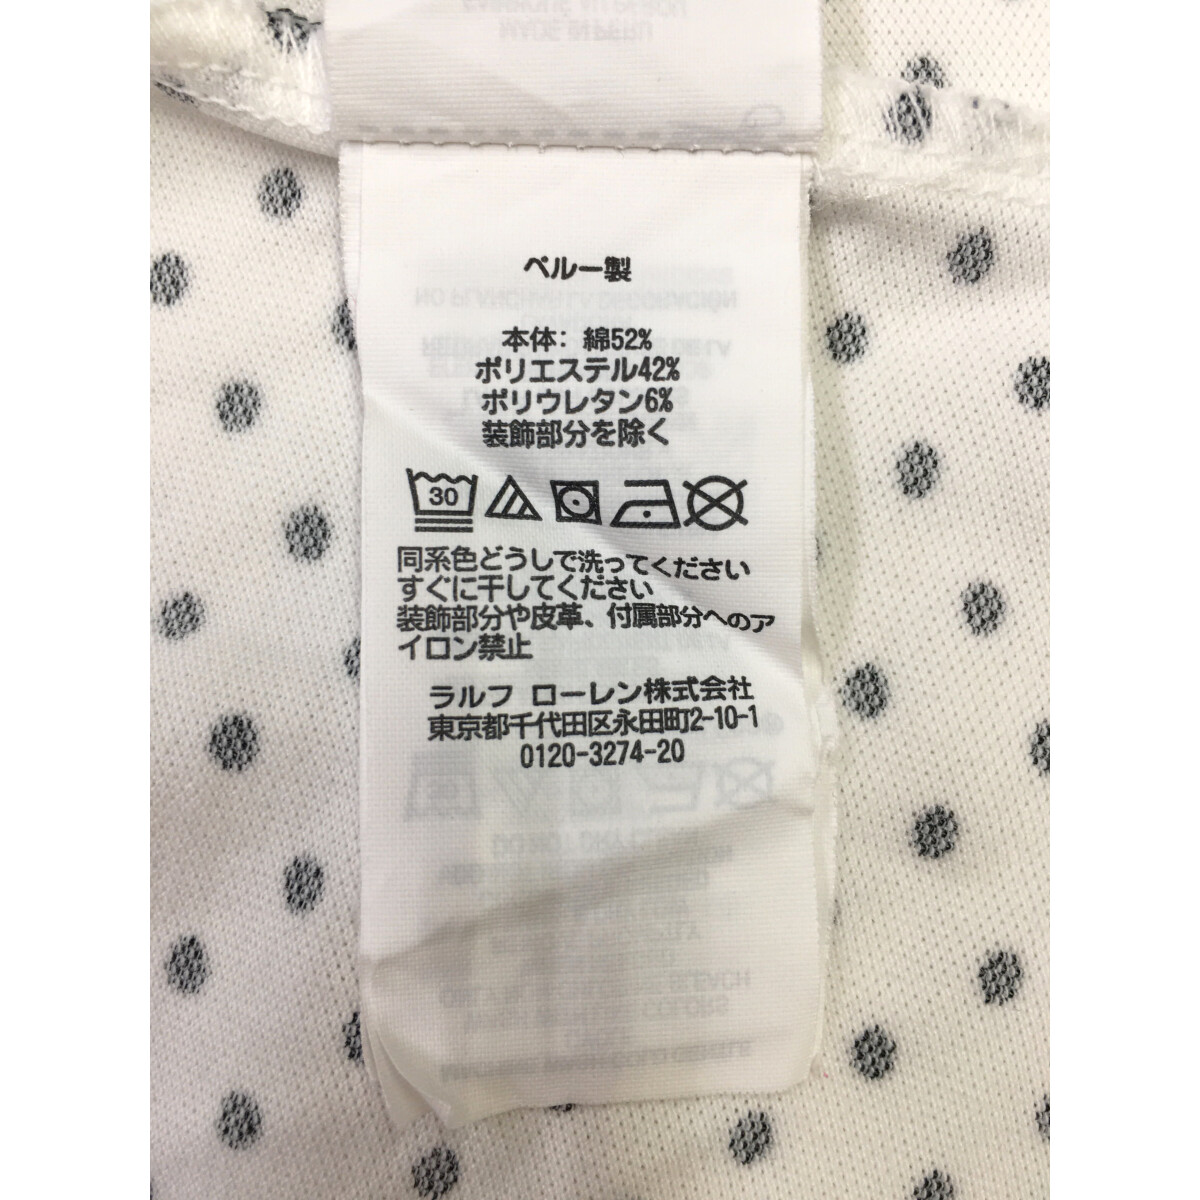 ペルー製
本体: 綿52%
ポリエステル42%
ポリウレタン6%
装飾部分を除く
30
同系色どうしで洗ってください
すぐに干してください
装飾部分や皮革、付属部分へのア
イロン禁止
ラルフ ローレン株式会社
東京都千代田区永田町2-10-1
0120-3274-20